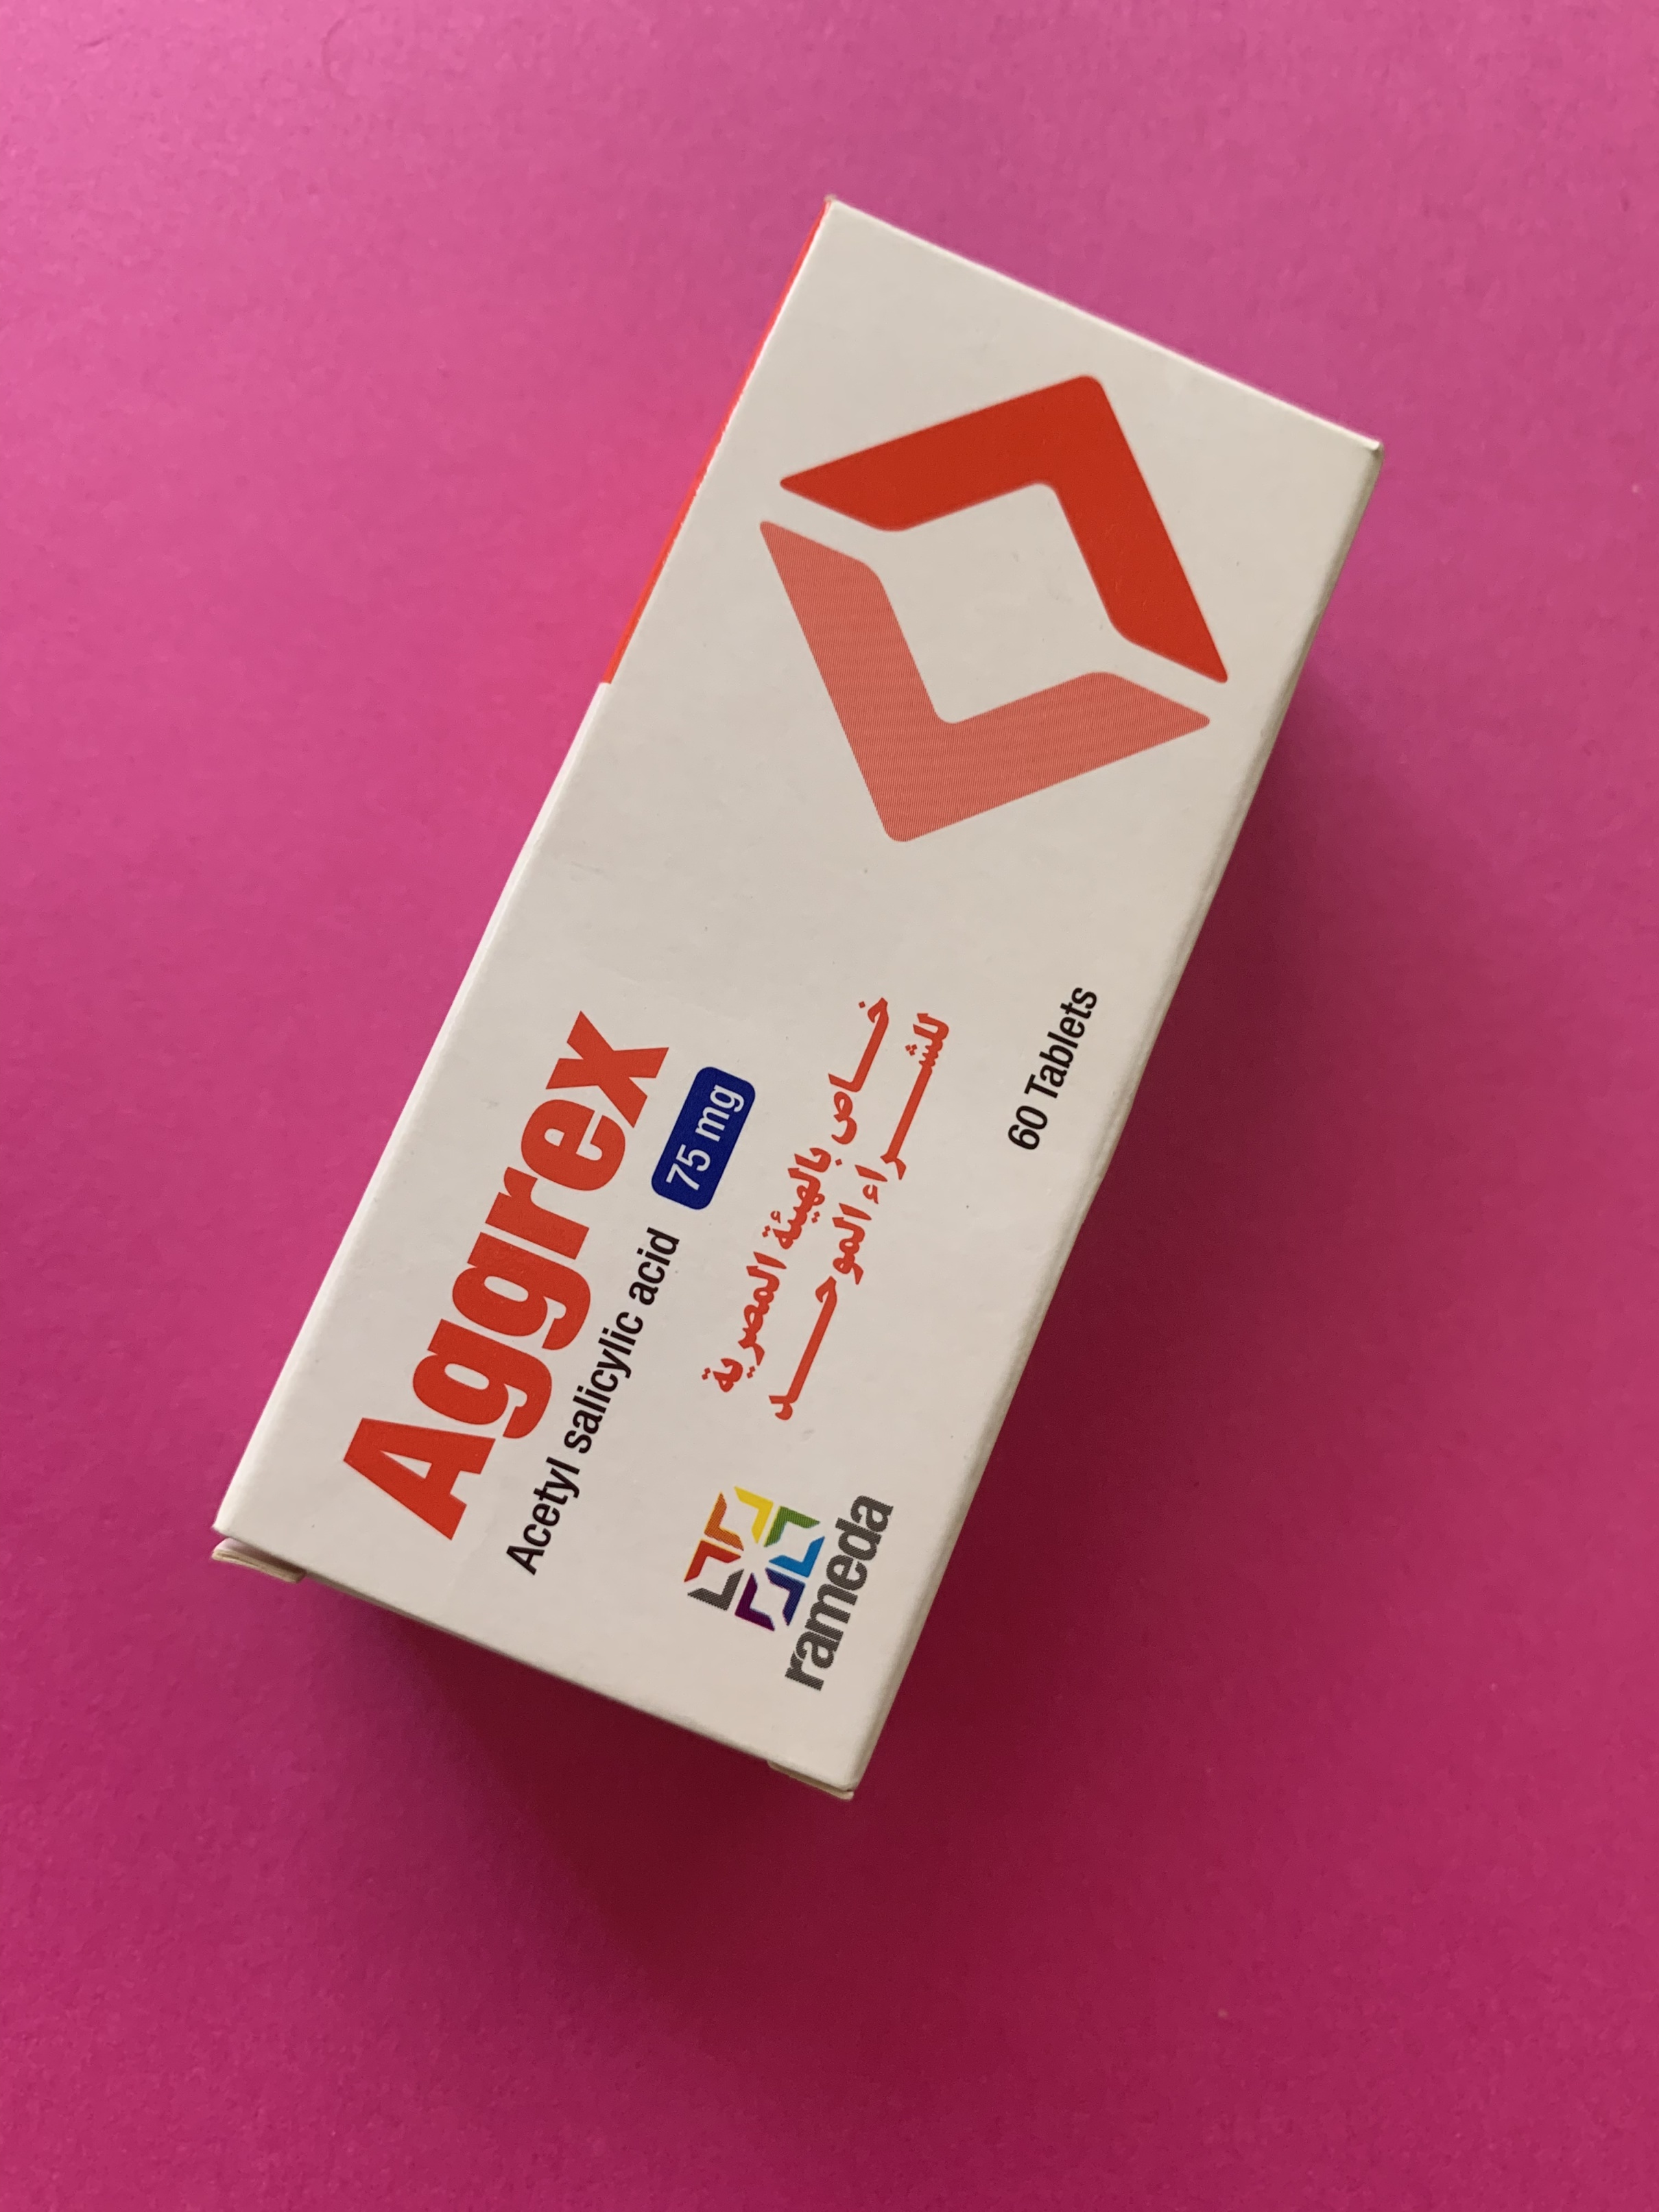 Aggrex
Acetyl salicylic acid 75 mg
خاص بالهيئة المصرية
للشراء الموحد
rameda
60 Tablets